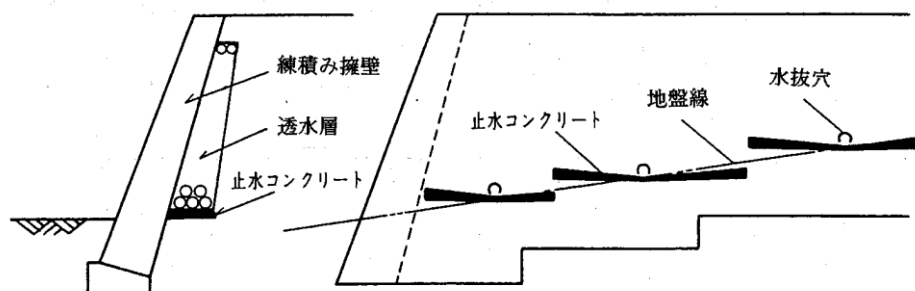 練積み擁壁
透水層
止水コンクリート
止水コンクリート
地盤線
水抜穴